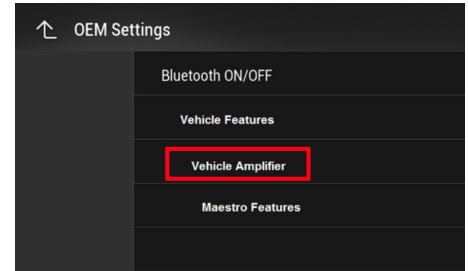 OEM Settings
Bluetooth ON/OFF
Vehicle Features
Vehicle Amplifier
Maestro Features